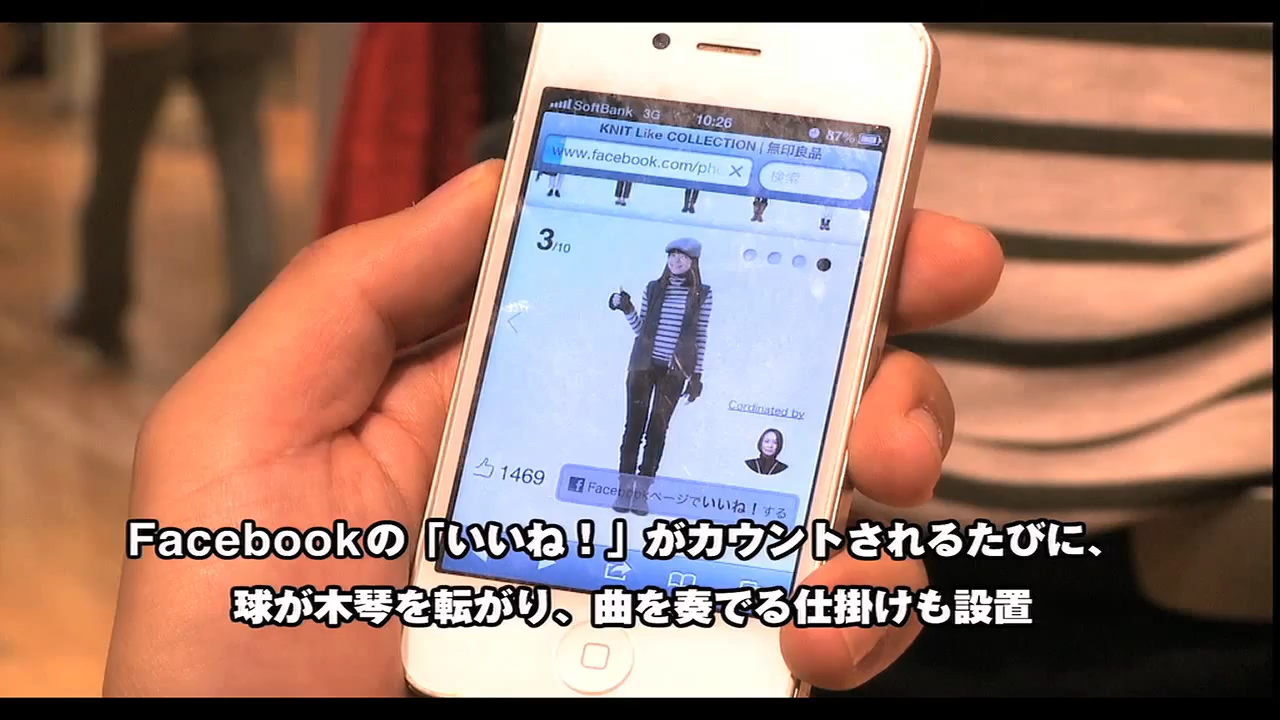 SoftBank 3G 10:26 87%
KNIT Like COLLECTION | 無印良品
www.facebook.com/pho
検索
3/10
Cordinated by
1469
Facebookページでいいね！する
Facebookの「いいね！」がカウントされるたびに、
球が木琴を転がり、曲を奏でる仕掛けも設置